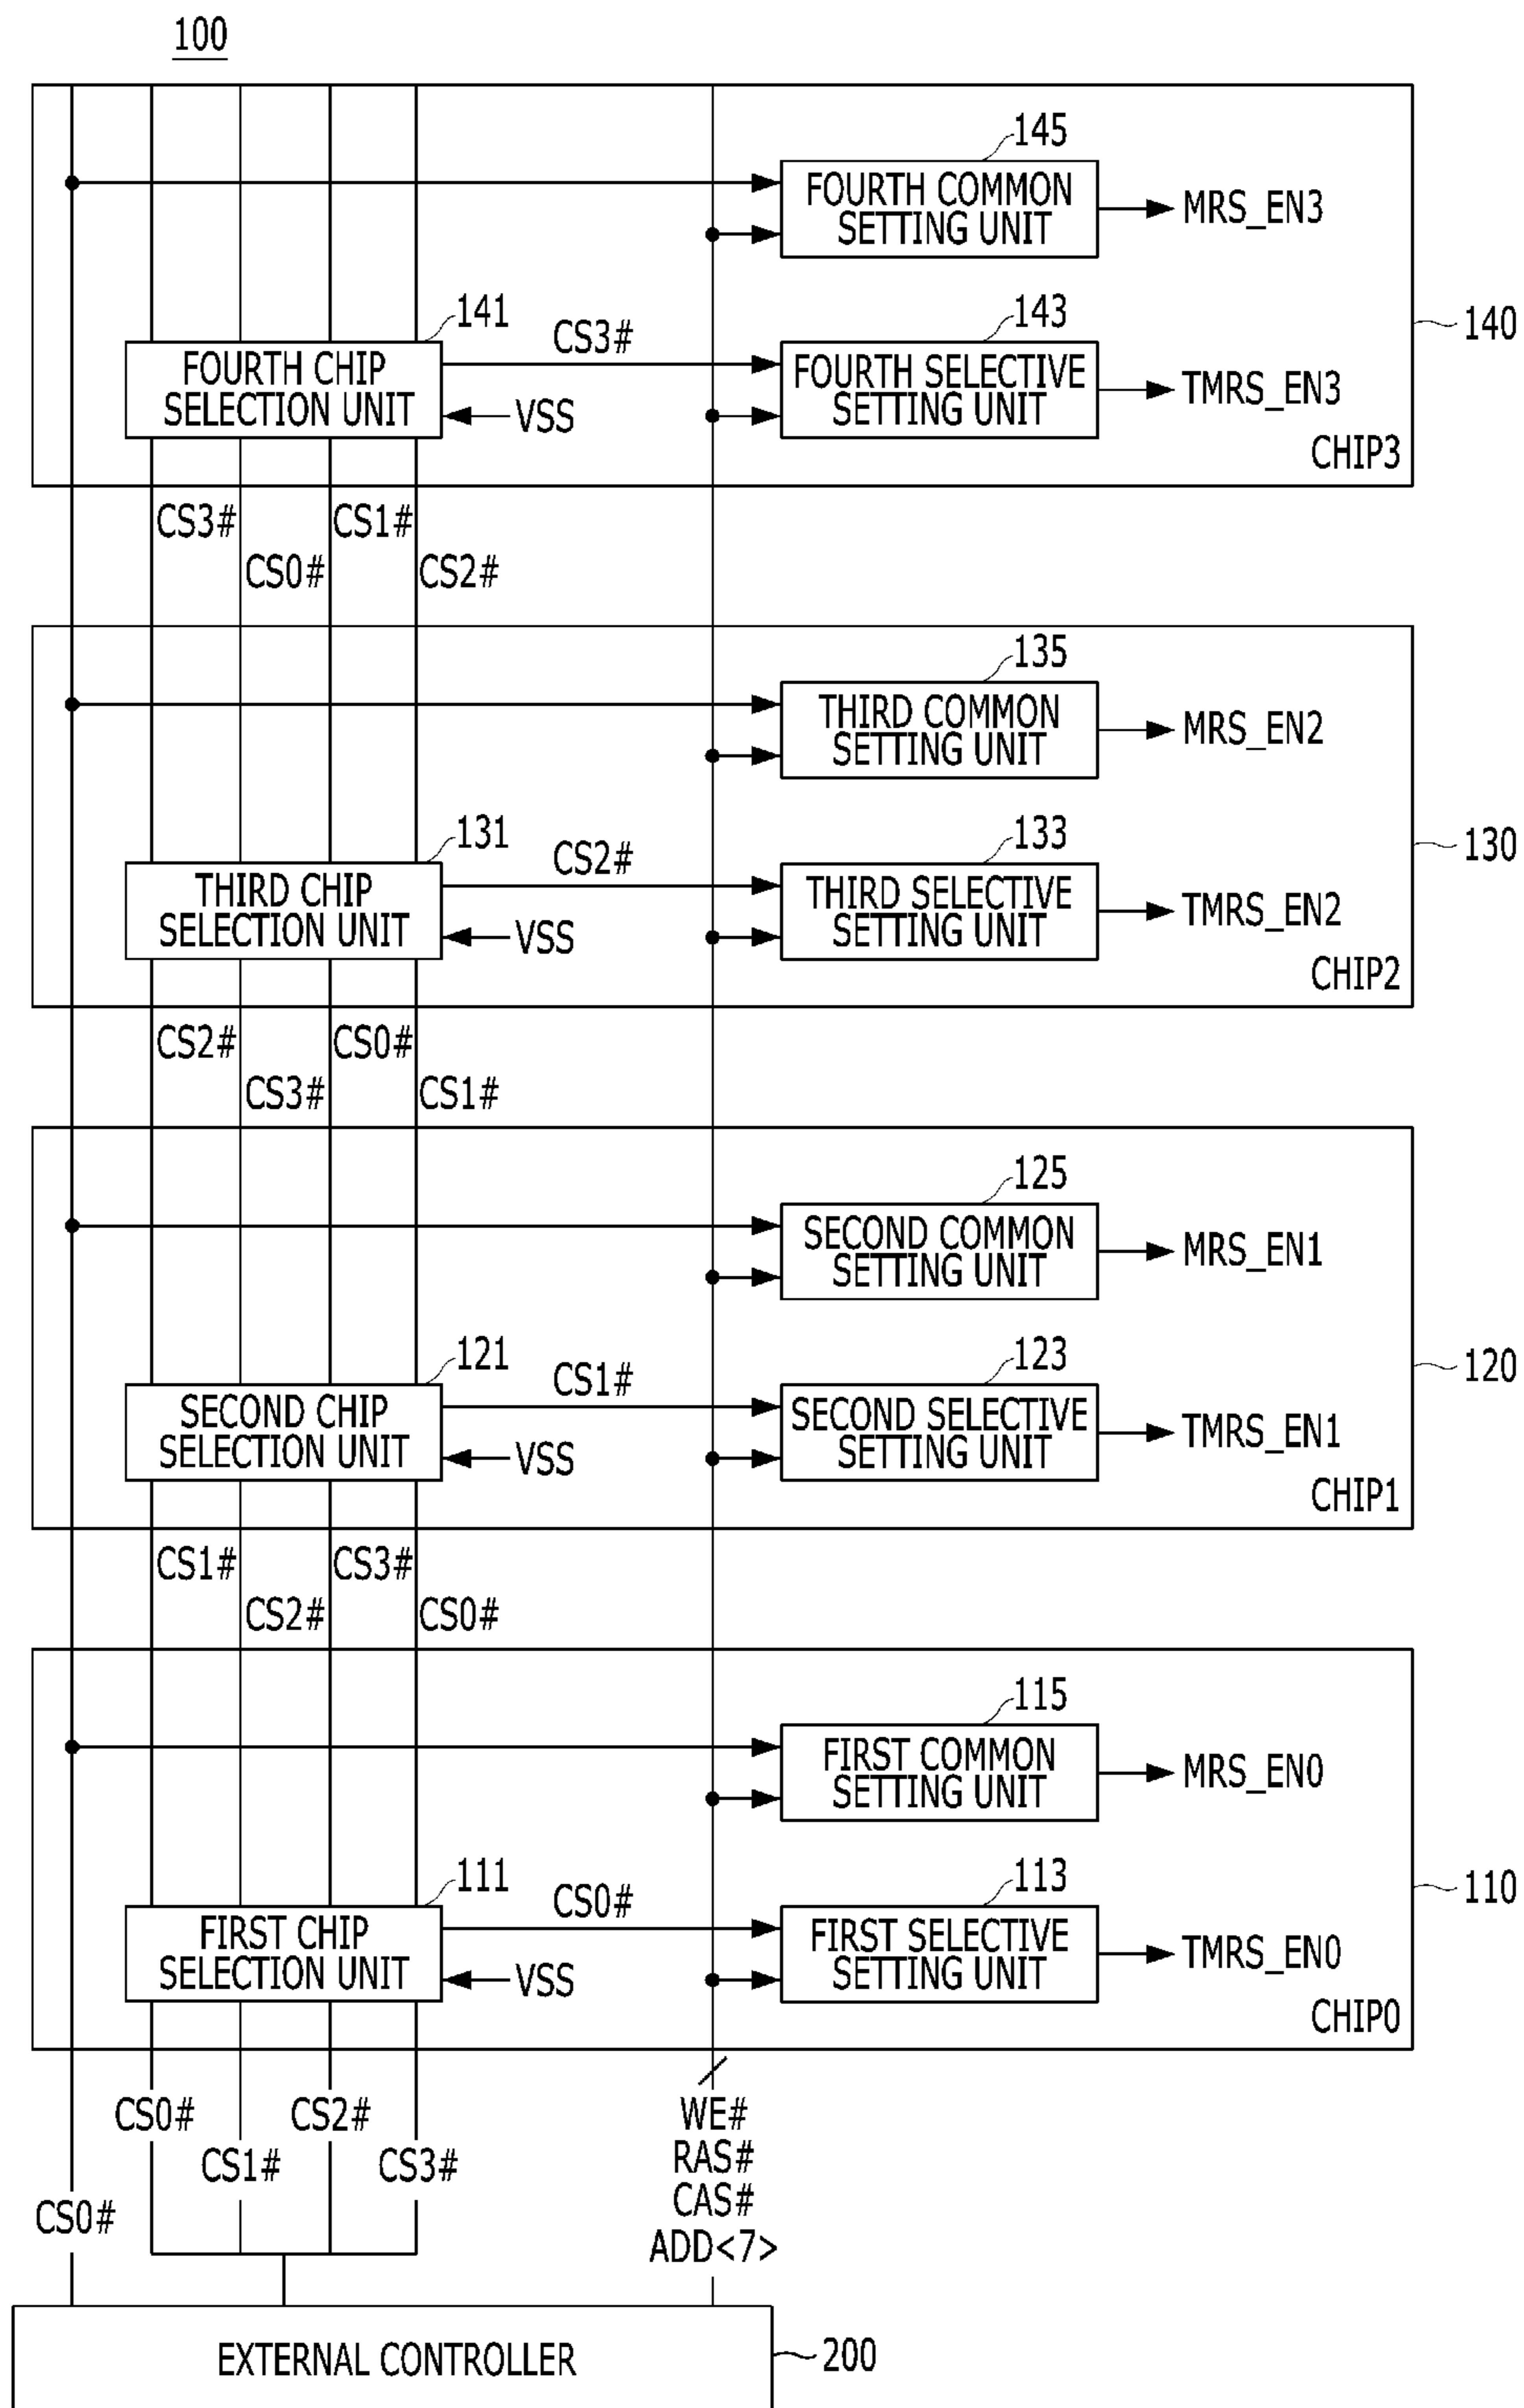 100
145
FOURTH COMMON
SETTING UNIT
MRS_EN3
141
CS3#
143
140
FOURTH CHIP
SELECTION UNIT
VSS
FOURTH SELECTIVE
SETTING UNIT
TMRS_EN3
CHIP3
CS3#
CS1#
CS0#
CS2#
135
THIRD COMMON
SETTING UNIT
MRS_EN2
131
CS2#
133
130
THIRD CHIP
SELECTION UNIT
VSS
THIRD SELECTIVE
SETTING UNIT
TMRS_EN2
CHIP2
CS2#
CS0#
CS3#
CS1#
125
SECOND COMMON
SETTING UNIT
MRS_EN1
121
CS1#
123
120
SECOND CHIP
SELECTION UNIT
VSS
SECOND SELECTIVE
SETTING UNIT
TMRS_EN1
CHIP1
CS1#
CS3#
CS2#
CS0#
115
FIRST COMMON
SETTING UNIT
MRS_EN0
111
CS0#
113
110
FIRST CHIP
SELECTION UNIT
VSS
FIRST SELECTIVE
SETTING UNIT
TMRS_EN0
CHIP0
CS0#
CS2#
CS1#
CS3#
CS0#
WE#
RAS#
CAS#
ADD<7>
EXTERNAL CONTROLLER
200